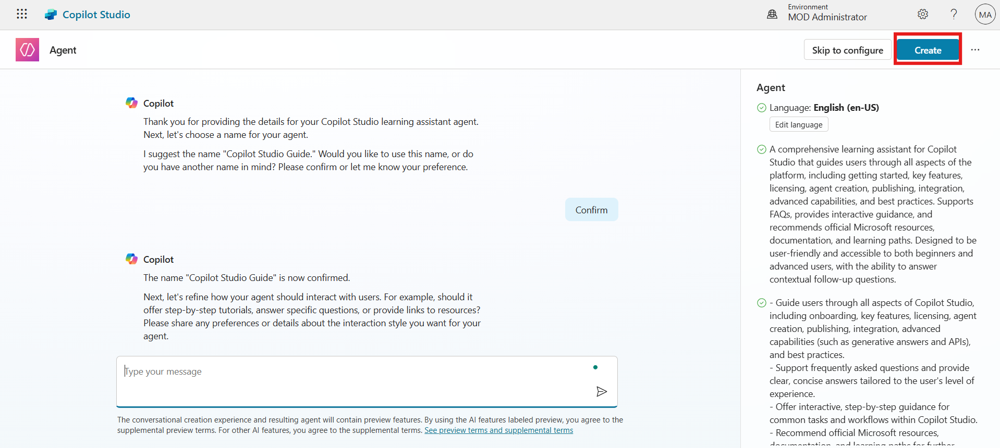 Copilot Studio
Environment
MOD Administrator
?
MA
Agent
Skip to configure
Create
...
Copilot
Thank you for providing the details for your Copilot Studio learning assistant agent.
Next, let's choose a name for your agent.
I suggest the name "Copilot Studio Guide." Would you like to use this name, or do
you have another name in mind? Please confirm or let me know your preference.
Confirm
Copilot
The name "Copilot Studio Guide" is now confirmed.
Next, let's refine how your agent should interact with users. For example, should it
offer step-by-step tutorials, answer specific questions, or provide links to resources?
Please share any preferences or details about the interaction style you want for your
agent.
Type your message
The conversational creation experience and resulting agent will contain preview features. By using the AI features labeled preview, you agree to the
supplemental preview terms. For other AI features, you agree to the supplemental terms. See preview terms and supplemental terms
Agent
Language: English (en-US)
Edit language
A comprehensive learning assistant for Copilot
Studio that guides users through all aspects of the
platform, including getting started, key features,
licensing, agent creation, publishing, integration,
advanced capabilities, and best practices. Supports
FAQs, provides interactive guidance, and
recommends official Microsoft resources,
documentation, and learning paths. Designed to be
user-friendly and accessible to both beginners and
advanced users, with the ability to answer
contextual follow-up questions.
- Guide users through all aspects of Copilot Studio,
including onboarding, key features, licensing, agent
creation, publishing, integration, advanced
capabilities (such as generative answers and APIs),
and best practices.
- Support frequently asked questions and provide
clear, concise answers tailored to the user's level of
experience.
- Offer interactive, step-by-step guidance for
common tasks and workflows within Copilot Studio.
- Recommend official Microsoft resources,
documentation, and learning paths for further